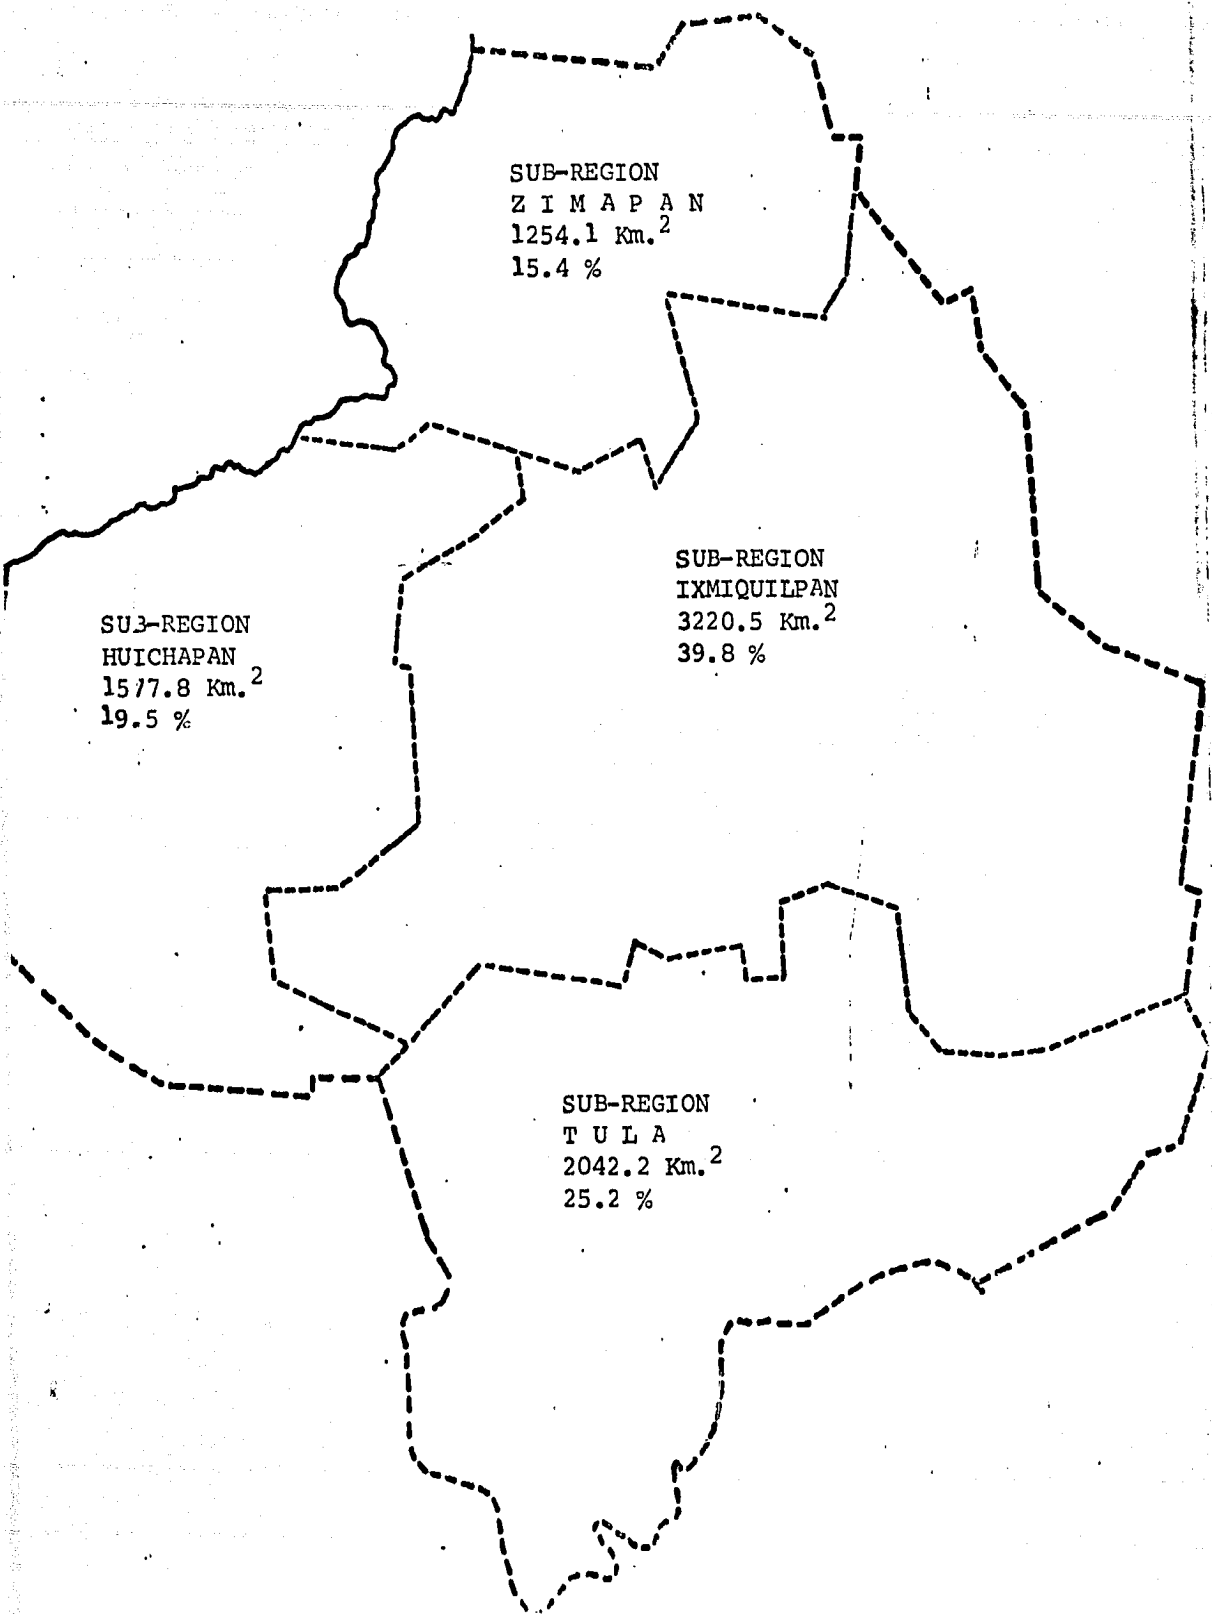 SUB-REGION
Z I M A P A N
1254.1 Km.²
15.4 %
SUB-REGION
IXMIQUILPAN
3220.5 Km.²
39.8 %
SUB-REGION
HUICHAPAN
1577.8 Km.²
19.5 %
SUB-REGION
T U L A
2042.2 Km.²
25.2 %